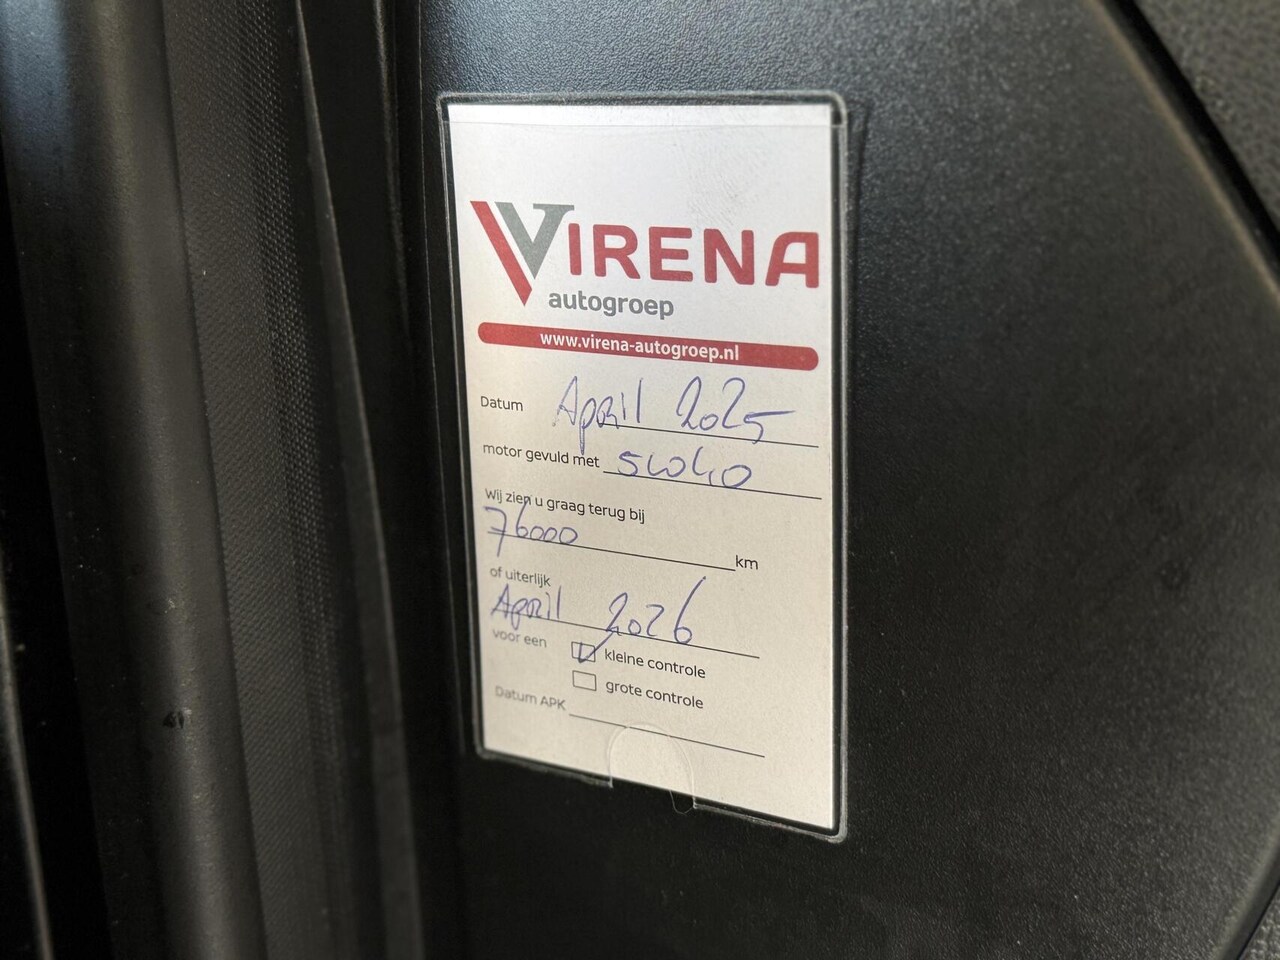 VIRENA
autogroep
www.virena-autogroep.nl
Datum April 2025
motor gevuld met 5W40
Wij zien u graag terug bij
76000 km
of uiterlijk
April 2026
voor een kleine controle
grote controle
Datum APK